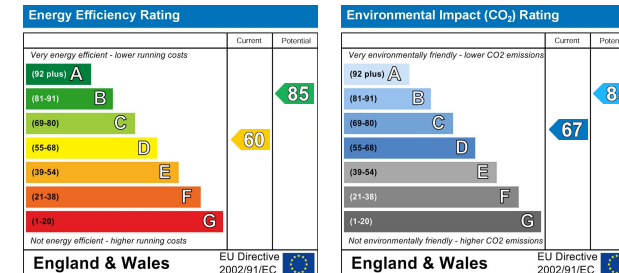 Energy Efficiency Rating
Current
Potential
Very energy efficient - lower running costs
(92 plus) A
(81-91) B
85
(69-80) C
(55-68) D
60
(39-54) E
(21-38) F
(1-20) G
Not energy efficient - higher running costs
England & Wales
EU Directive
2002/91/EC
Environmental Impact (CO2) Rating
Current
Very environmentally friendly - lower CO2 emissions
(92 plus) A
(81-91) B
(69-80) C
67
(55-68) D
(39-54) E
(21-38) F
(1-20) G
Not environmentally friendly - higher CO2 emissions
England & Wales
EU Directive
2002/91/EC